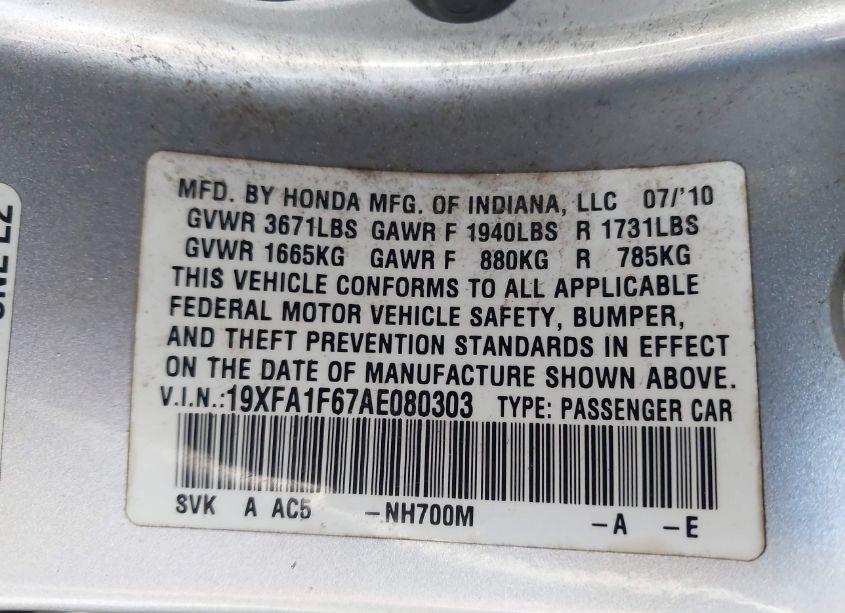 MFD. BY HONDA MFG. OF INDIANA, LLC 07/'10
GVWR 3671LBS GAWR F 1940LBS R 1731LBS
GVWR 1665KG GAWR F 880KG R 785KG
THIS VEHICLE CONFORMS TO ALL APPLICABLE
FEDERAL MOTOR VEHICLE SAFETY, BUMPER,
AND THEFT PREVENTION STANDARDS IN EFFECT
ON THE DATE OF MANUFACTURE SHOWN ABOVE.
V.I.N.:19XFA1F67AE080303 TYPE: PASSENGER CAR
SVK A AC5 -NH700M -A -E